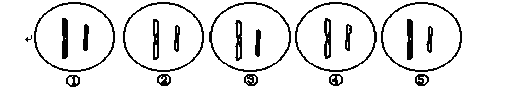 ① ② ③ ④ ⑤